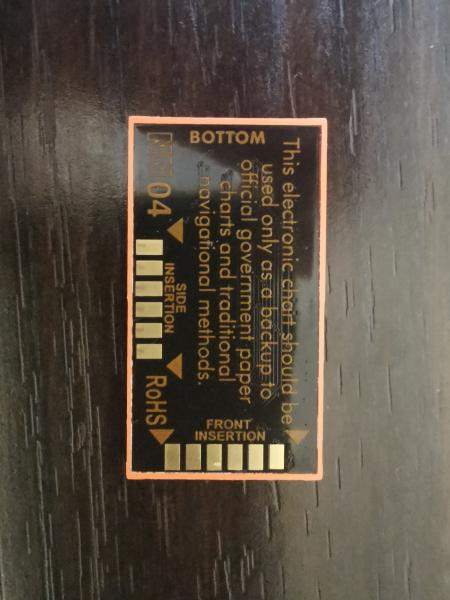 BOTTOM
This electronic chart should be
used only as a backup to
official government paper
charts and traditional
navigational methods.
04
SIDE
INSERTION
RoHS
FRONT
INSERTION